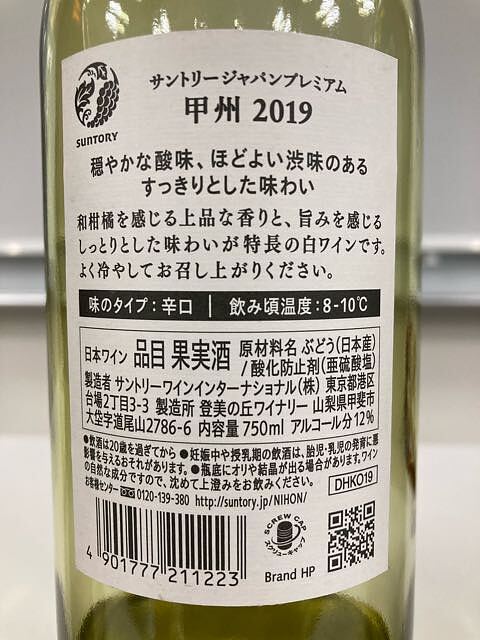 SUNTORY
サントリージャパンプレミアム
甲州 2019
穏やかな酸味、ほどよい渋味のある
すっきりとした味わい
和柑橘を感じる上品な香りと、旨みを感じる
しっとりとした味わいが特長の白ワインです。
よく冷やしてお召し上がりください。
味のタイプ:辛口 | 飲み頃温度:8-10℃
日本ワイン 品目 果実酒 原材料名 ぶどう(日本産)
/酸化防止剤(亜硫酸塩)
製造者 サントリーワインインターナショナル(株) 東京都港区
台場2丁目3-3 製造所 登美の丘ワイナリー 山梨県甲斐市
大垈字道尾山2786-6 内容量 750ml アルコール分 12%
●飲酒は20歳を過ぎてから ●妊娠中や授乳期の飲酒は、胎児・乳児の発育に悪
影響を与えるおそれがあります。 ●瓶底にオリや結晶が出る場合があります。ワイン
の自然な成分ですので、沈めて上澄みをお飲みください。
DHKO19
お客様センター 0120-139-380 http://suntory.jp/NIHON/
SCREW CAP
スクリューキャップ
Brand HP
4 901777 211223